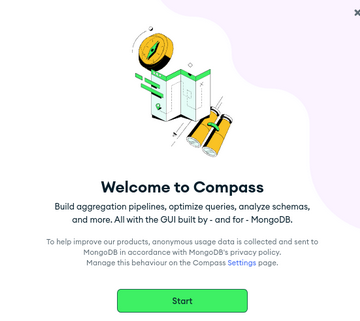 Welcome to Compass
Build aggregation pipelines, optimize queries, analyze schemas,
and more. All with the GUI built by - and for - MongoDB.
To help improve our products, anonymous usage data is collected and sent to
MongoDB in accordance with MongoDB's privacy policy.
Manage this behaviour on the Compass Settings page.
Start